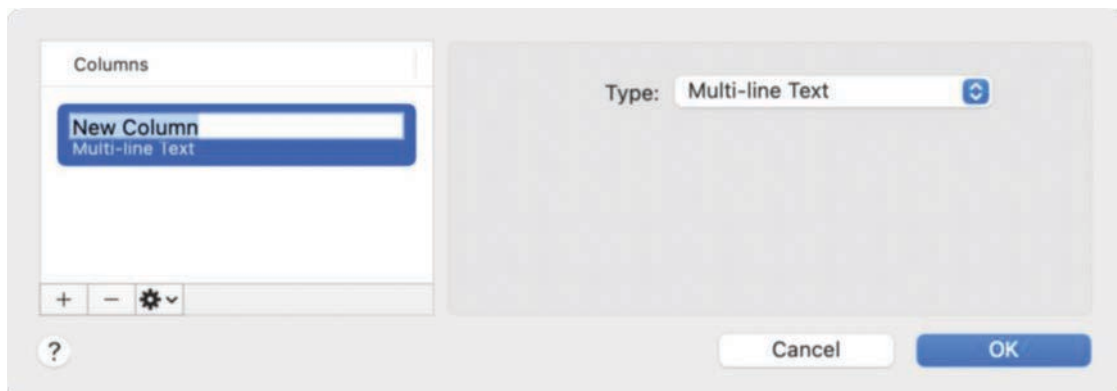 Columns
Type: Multi-line Text
New Column
Multi-line Text
+ −
? Cancel OK